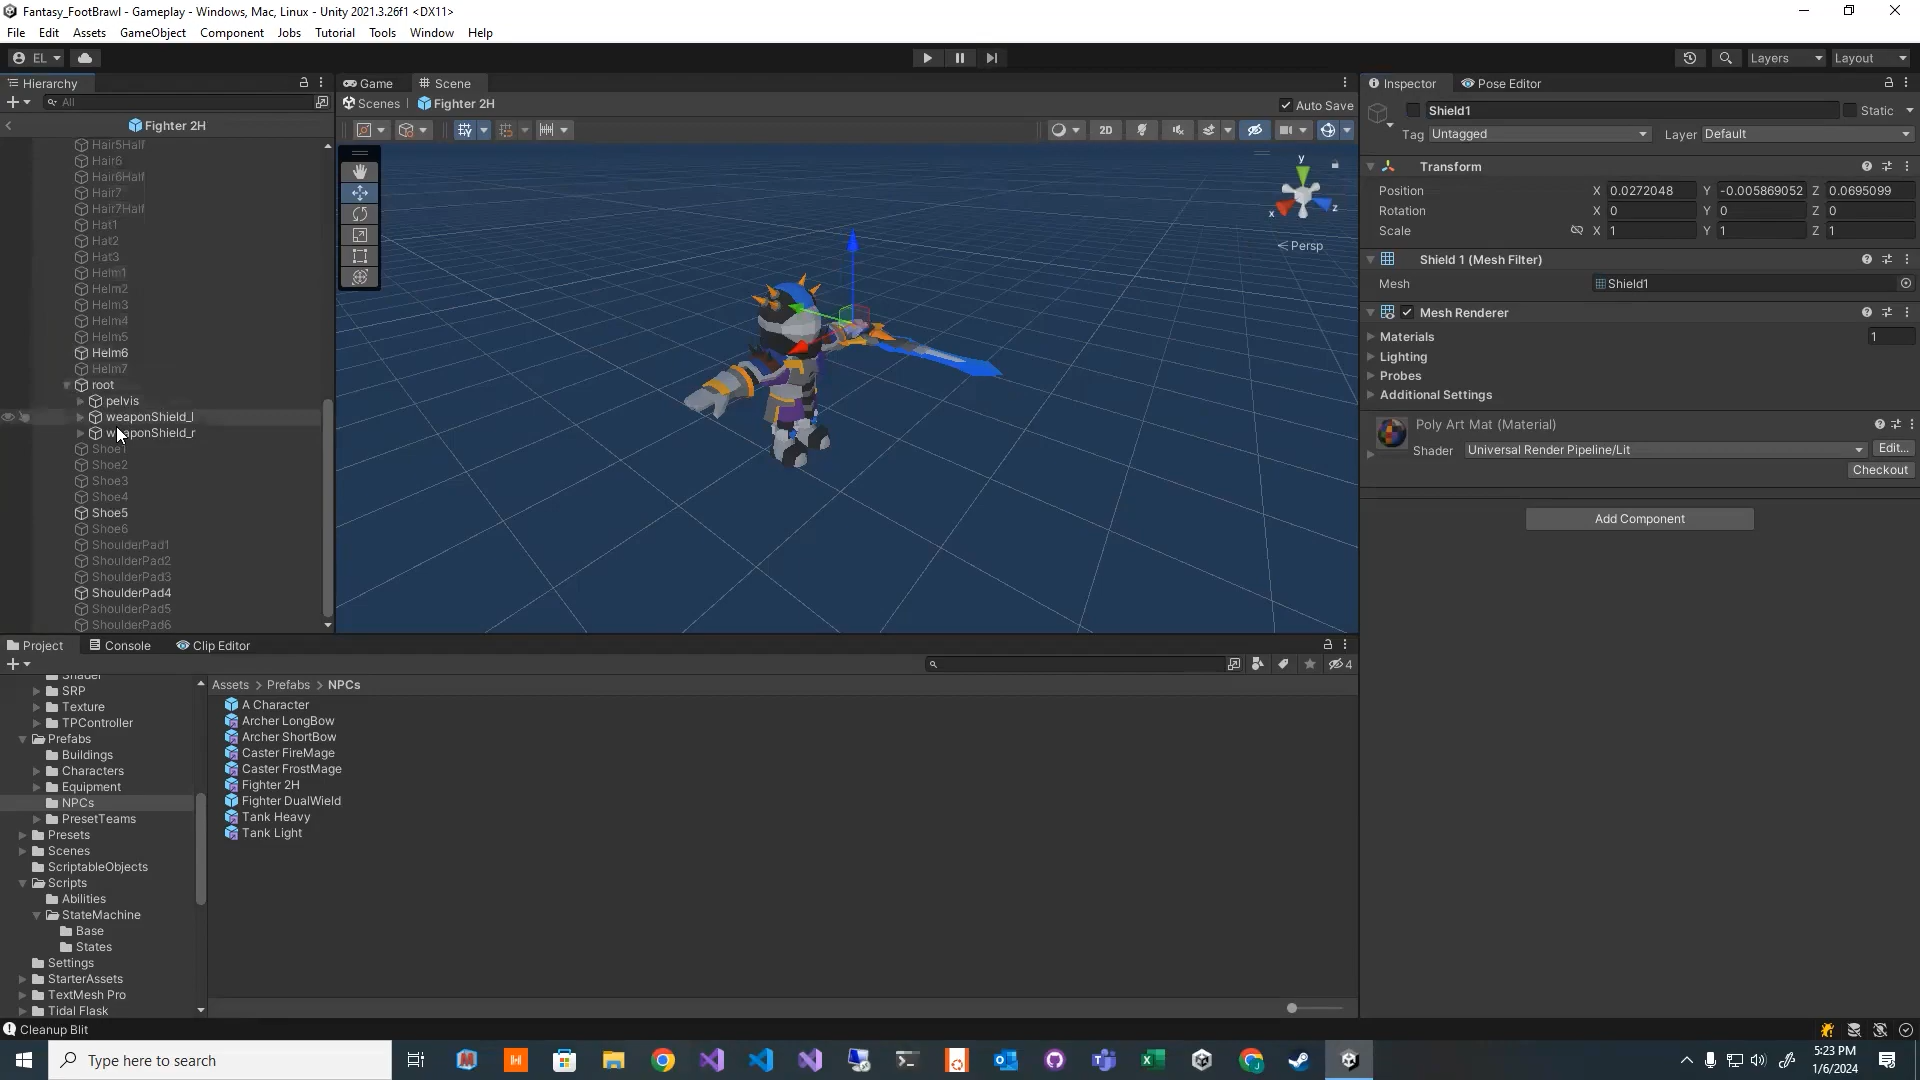 Fantasy_FootBrawl - Gameplay - Windows, Mac, Linux - Unity 2021.3.26f1 <DX11>
File Edit Assets GameObject Component Jobs Tutorial Tools Window Help
EL Layers Layout
Hierarchy
All
Fighter 2H
Hair5Half
Hair6
Hair6Half
Hair7
Hair7Half
Hat1
Hat2
Hat3
Helm1
Helm2
Helm3
Helm4
Helm5
Helm6
Helm7
root
pelvis
weaponShield_l
weaponShield_r
Shoe1
Shoe2
Shoe3
Shoe4
Shoe5
Shoe6
ShoulderPad1
ShoulderPad2
ShoulderPad3
ShoulderPad4
ShoulderPad5
ShoulderPad6
Game Scene
Scenes Fighter 2H Auto Save
2D
y
x z
Persp
Inspector Pose Editor
Shield1 Static
Tag Untagged Layer Default
Transform
Position X 0.0272048 Y -0.005869052 Z 0.0695099
Rotation X 0 Y 0 Z 0
Scale X 1 Y 1 Z 1
Shield 1 (Mesh Filter)
Mesh Shield1
Mesh Renderer
Materials 1
Lighting
Probes
Additional Settings
Poly Art Mat (Material)
Shader Universal Render Pipeline/Lit Edit...
Checkout
Add Component
Project Console Clip Editor
4
Shader
SRP
Texture
TPController
Prefabs
Buildings
Characters
Equipment
NPCs
PresetTeams
Presets
Scenes
ScriptableObjects
Scripts
Abilities
StateMachine
Base
States
Settings
StarterAssets
TextMesh Pro
Tidal Flask
Assets > Prefabs > NPCs
A Character
Archer LongBow
Archer ShortBow
Caster FireMage
Caster FrostMage
Fighter 2H
Fighter DualWield
Tank Heavy
Tank Light
Cleanup Blit
Type here to search
5:23 PM
1/6/2024